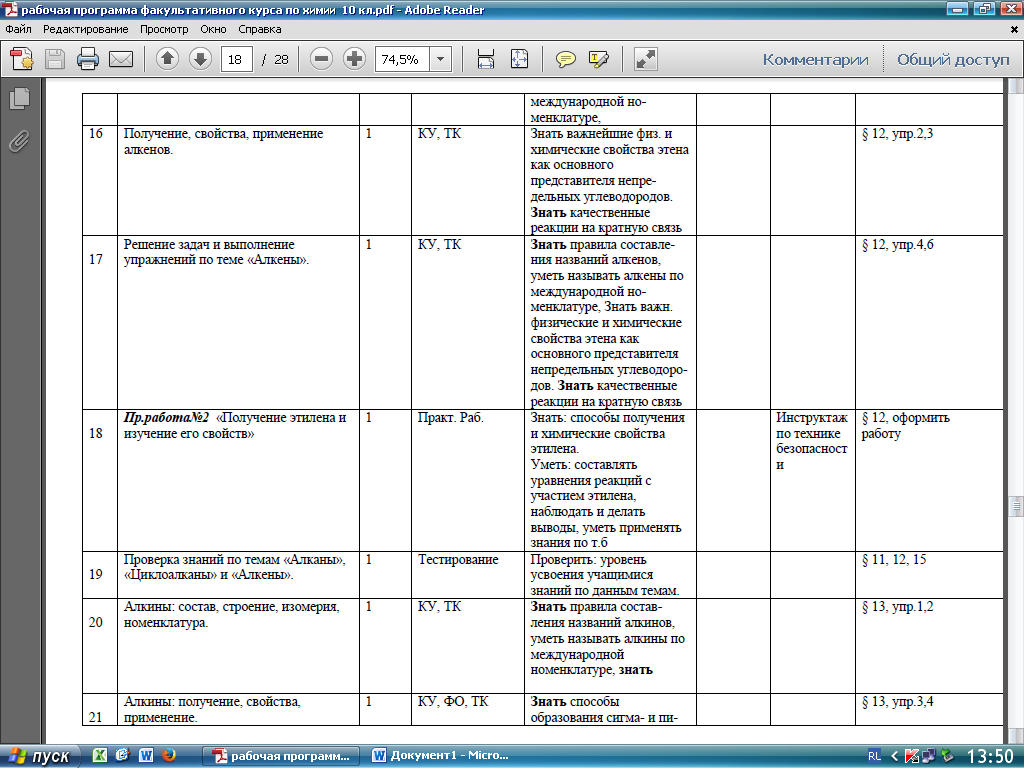 рабочая программа факультативного курса по химии 10 кл.pdf - Adobe Reader
Файл Редактирование Просмотр Окно Справка
18 / 28 74,5% Комментарии Общий доступ
международной но-
менклатуре,
16 Получение, свойства, применение
алкенов.
1
КУ, ТК
Знать важнейшие физ. и
химические свойства этена
как основного
представителя непре-
дельных углеводородов.
Знать качественные
реакции на кратную связь
§ 12, упр.2,3
17
Решение задач и выполнение
упражнений по теме «Алкены».
1
КУ, ТК
Знать правила составле-
ния названий алкенов,
уметь называть алкены по
международной но-
менклатуре, Знать важн.
физические и химические
свойства этена как
основного представителя
непредельных углеводоро-
дов. Знать качественные
реакции на кратную связь
§ 12, упр.4,6
18
Пр.работа№2 «Получение этилена и
изучение его свойств»
1
Практ. Раб.
Знать: способы получения
и химические свойства
этилена.
Уметь: составлять
уравнения реакций с
участием этилена,
наблюдать и делать
выводы, уметь применять
знания по т.б
Инструктаж
по технике
безопасност
и
§ 12, оформить
работу
19
Проверка знаний по темам «Алканы»,
«Циклоалканы» и «Алкены».
1
Тестирование
Проверить: уровень
усвоения учащимися
знаний по данным темам.
§ 11, 12, 15
20
Алкины: состав, строение, изомерия,
номенклатура.
1
КУ, ТК
Знать правила состав-
ления названий алкинов,
уметь называть алкины по
международной
номенклатуре, знать
§ 13, упр.1,2
21
Алкины: получение, свойства,
применение.
1
КУ, ФО, ТК
Знать способы
образования сигма- и пи-
§ 13, упр.3,4
пуск рабочая программ... Документ1 - Micro... RL 13:50